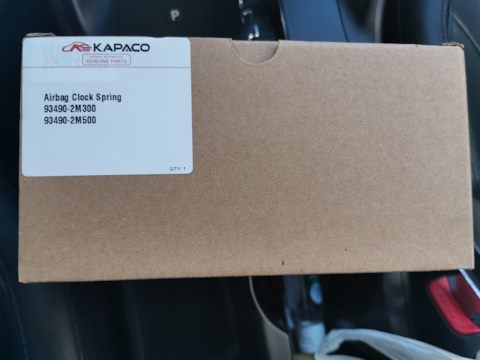 P
KAPACO
GENUINE PARTS
Airbag Clock Spring
93490-2M300
93490-2M500
QTY: 1